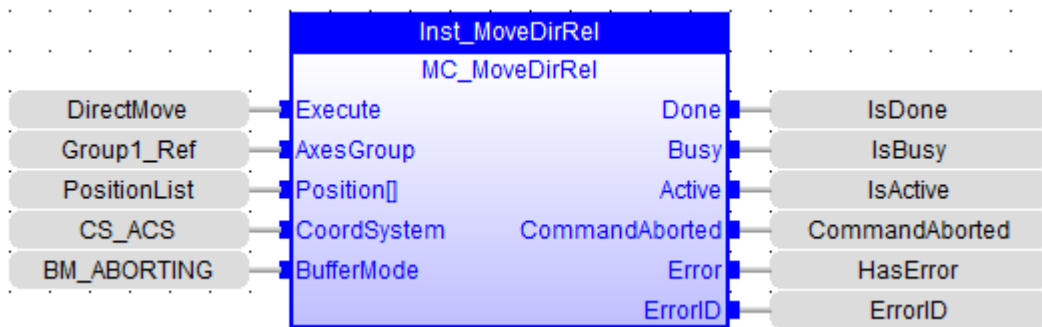 Inst_MoveDirRel
MC_MoveDirRel
DirectMove Execute Done IsDone
Group1_Ref AxesGroup Busy IsBusy
PositionList Position[] Active IsActive
CS_ACS CoordSystem CommandAborted CommandAborted
BM_ABORTING BufferMode Error HasError
ErrorID ErrorID